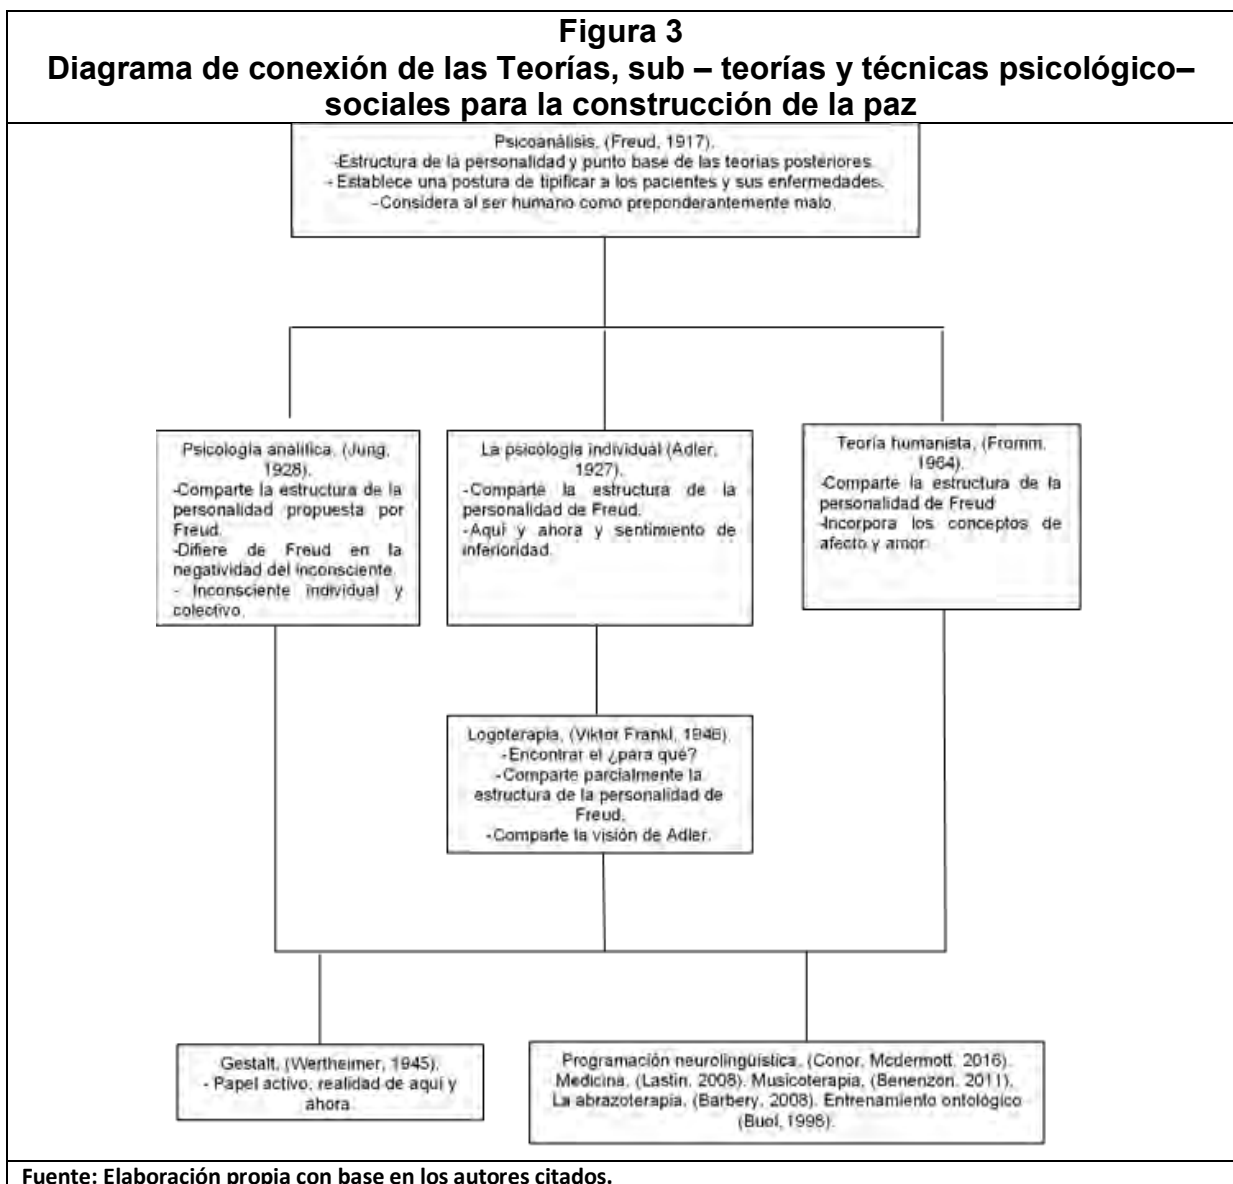 Figura 3
Diagrama de conexión de las Teorías, sub – teorías y técnicas psicológico–
sociales para la construcción de la paz
Psicoanálisis, (Freud, 1917).
-Estructura de la personalidad y punto base de las teorías posteriores.
- Establece una postura de tipificar a los pacientes y sus enfermedades.
-Considera al ser humano como preponderantemente malo.
Psicología analítica, (Jung,
1928).
-Comparte la estructura de la
personalidad propuesta por
Freud.
-Difiere de Freud en la
negatividad del inconsciente.
- Inconsciente individual y
colectivo.
La psicología individual (Adler,
1927).
-Comparte la estructura de la
personalidad de Freud.
-Aquí y ahora y sentimiento de
inferioridad.
Teoría humanista, (Fromm,
1964).
-Comparte la estructura de la
personalidad de Freud
-Incorpora los conceptos de
afecto y amor.
Logoterapia, (Viktor Frankl, 1946).
-Encontrar el ¿para qué?
-Comparte parcialmente la
estructura de la personalidad de
Freud.
-Comparte la visión de Adler.
Gestalt, (Wertheimer, 1945).
- Papel activo, realidad de aquí y
ahora.
Programación neurolingüística, (Conor, Mcdermott, 2016).
Medicina, (Lastin, 2008). Musicoterapia, (Benenzon, 2011).
La abrazoterapia, (Barbery, 2008). Entrenamiento ontológico
(Buol, 1998).
Fuente: Elaboración propia con base en los autores citados.